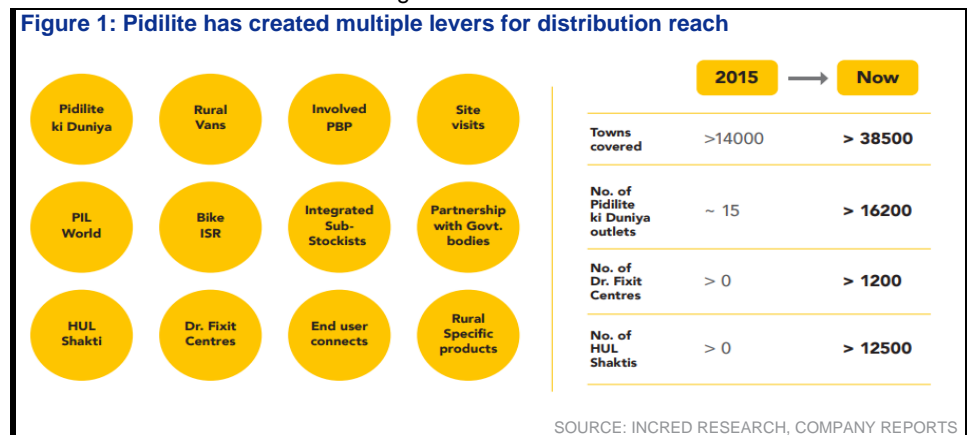 Figure 1: Pidilite has created multiple levers for distribution reach
Pidilite
ki Duniya
Rural
Vans
Involved
PBP
Site
visits
PIL
World
Bike
ISR
Integrated
Sub-
Stockists
Partnership
with Govt.
bodies
HUL
Shakti
Dr. Fixit
Centres
End user
connects
Rural
Specific
products
2015 → Now
Towns
covered
>14000
> 38500
No. of
Pidilite
ki Duniya
outlets
~ 15
> 16200
No. of
Dr. Fixit
Centres
> 0
> 1200
No. of
HUL
Shaktis
> 0
> 12500
SOURCE: INCRED RESEARCH, COMPANY REPORTS